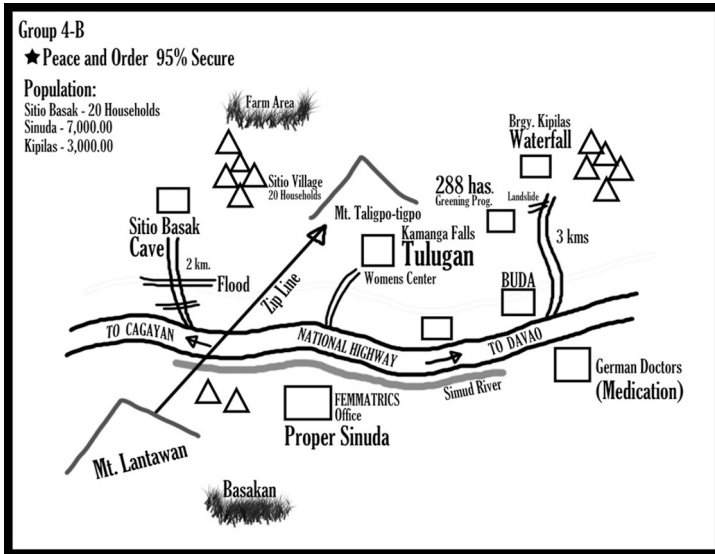 Group 4-B
★Peace and Order 95% Secure
Population:
Sitio Basak - 20 Households
Sinuda - 7,000.00
Kipilas - 3,000.00
Farm Area
Brgy. Kipilas
Waterfall
Sitio Village
20 Households
288 has.
Greening Prog.
Landslide
Mt. Taligpo-tigpo
Sitio Basak
Cave
Kamanga Falls
Tulugan
3 kms
2 km.
Womens Center
Flood
Zip Line
BUDA
TO CAGAYAN
NATIONAL HIGHWAY
TO DAVAO
German Doctors
(Medication)
Simud River
FEMMATRICS
Office
Proper Sinuda
Mt. Lantawan
Basakan